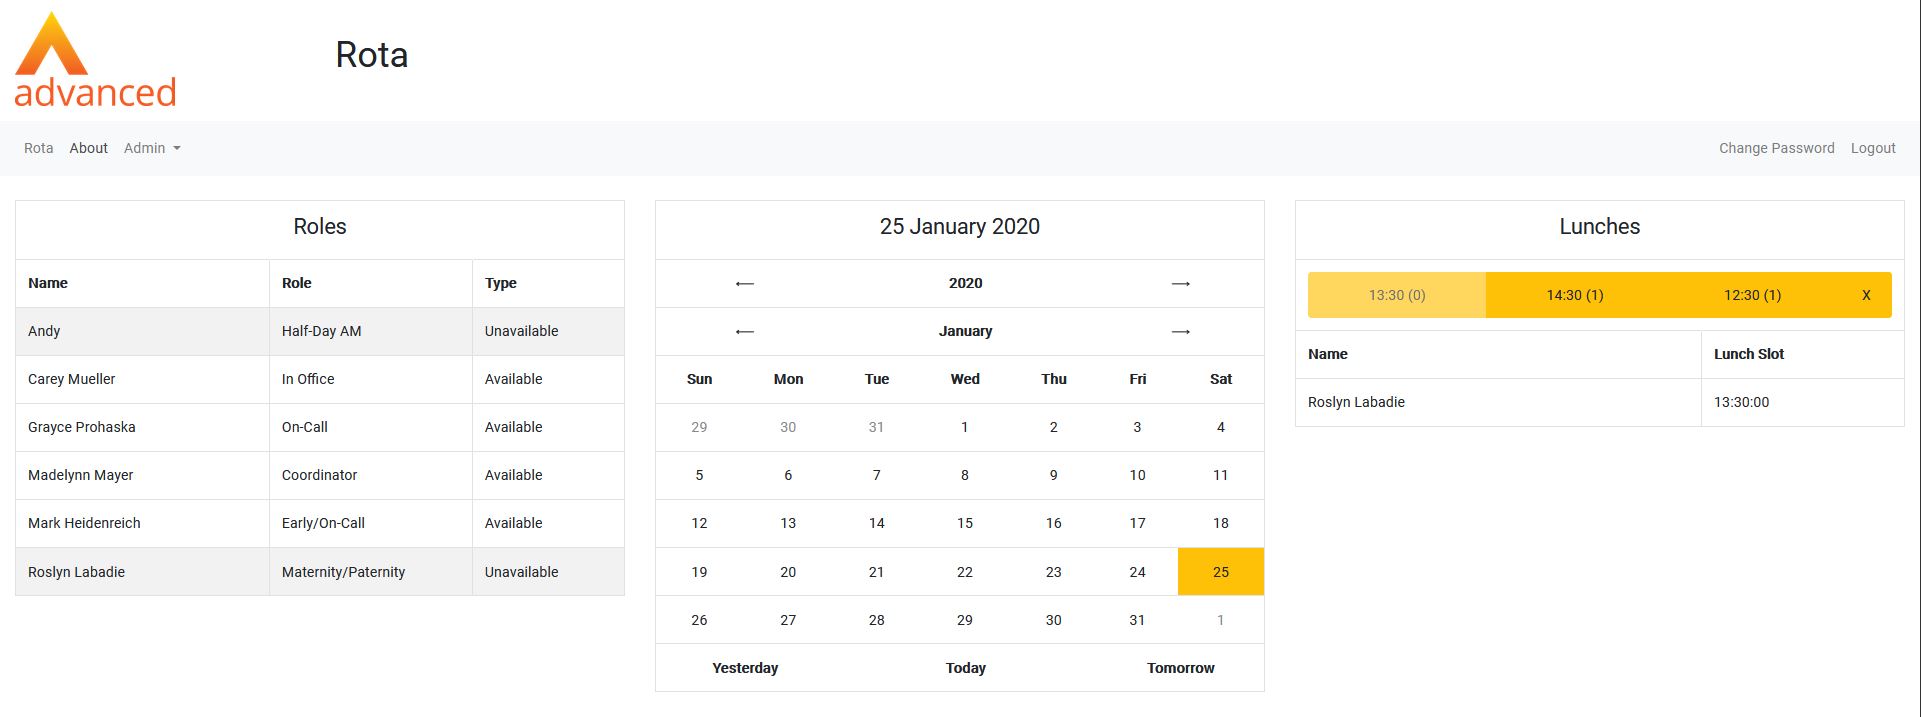 advanced
Rota
Rota About Admin
Change Password Logout
Roles
Name Role Type
Andy Half-Day AM Unavailable
Carey Mueller In Office Available
Grayce Prohaska On-Call Available
Madelynn Mayer Coordinator Available
Mark Heidenreich Early/On-Call Available
Roslyn Labadie Maternity/Paternity Unavailable
25 January 2020
← 2020 →
← January →
Sun Mon Tue Wed Thu Fri Sat
29 30 31 1 2 3 4
5 6 7 8 9 10 11
12 13 14 15 16 17 18
19 20 21 22 23 24 25
26 27 28 29 30 31 1
Yesterday Today Tomorrow
Lunches
13:30 (0) 14:30 (1) 12:30 (1) X
Name Lunch Slot
Roslyn Labadie 13:30:00